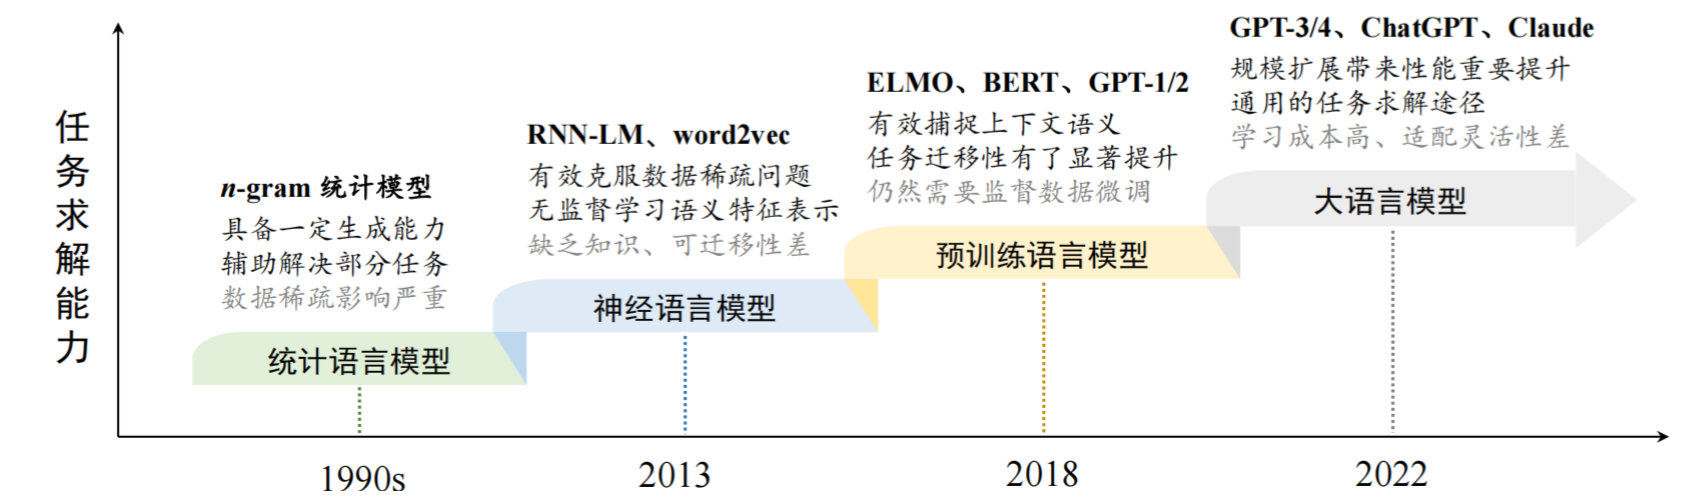 任务求解能力
n-gram 统计模型
具备一定生成能力
辅助解决部分任务
数据稀疏影响严重
统计语言模型
1990s
RNN-LM、word2vec
有效克服数据稀疏问题
无监督学习语义特征表示
缺乏知识、可迁移性差
神经语言模型
2013
ELMO、BERT、GPT-1/2
有效捕捉上下文语义
任务迁移性有了显著提升
仍然需要监督数据微调
预训练语言模型
2018
GPT-3/4、ChatGPT、Claude
规模扩展带来性能重要提升
通用的任务求解途径
学习成本高、适配灵活性差
大语言模型
2022